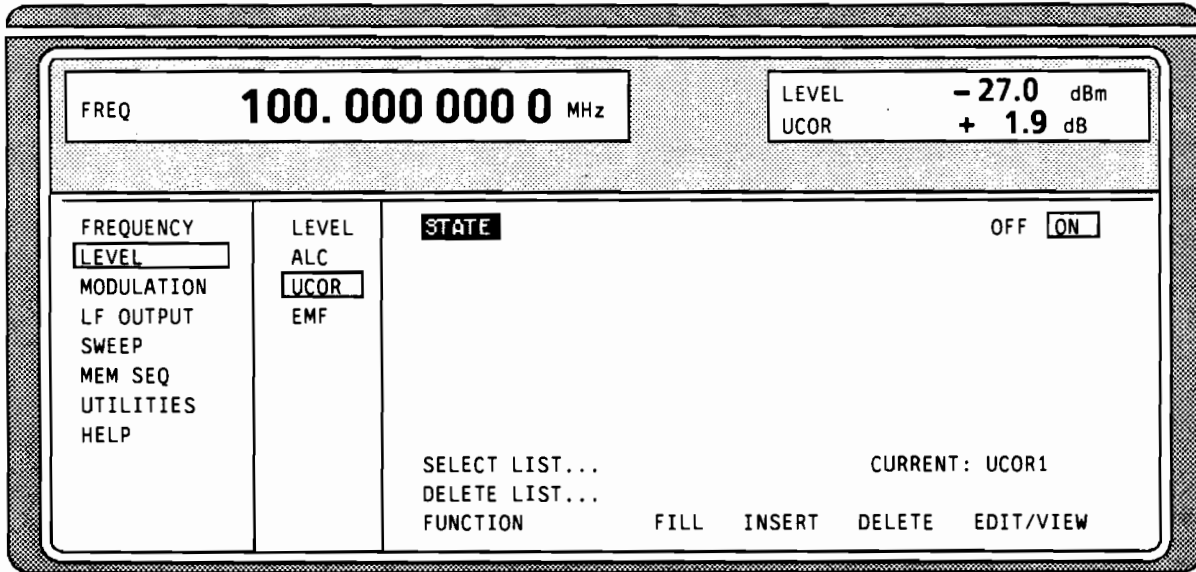 FREQ 100. 000 000 0 MHz
LEVEL - 27.0 dBm
UCOR + 1.9 dB
FREQUENCY
LEVEL
MODULATION
LF OUTPUT
SWEEP
MEM SEQ
UTILITIES
HELP
LEVEL
ALC
UCOR
EMF
STATE OFF ON
SELECT LIST... CURRENT: UCOR1
DELETE LIST...
FUNCTION FILL INSERT DELETE EDIT/VIEW